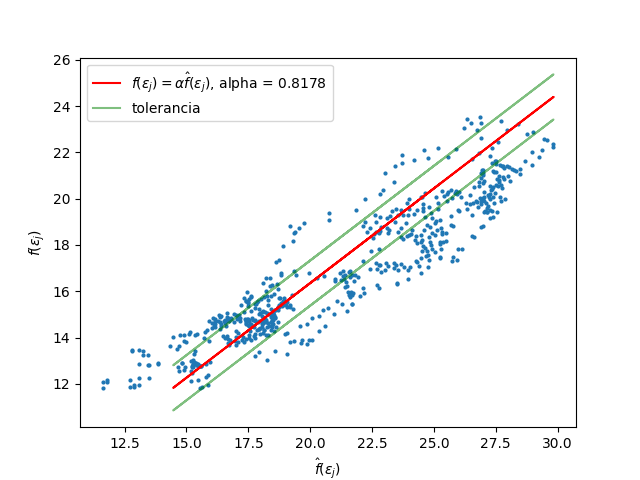 26
24
22
20
18
16
14
12
f(ε_j)
f(ε_j) = αf̂(ε_j), alpha = 0.8178
tolerancia
12.5 15.0 17.5 20.0 22.5 25.0 27.5 30.0
f̂(ε_j)